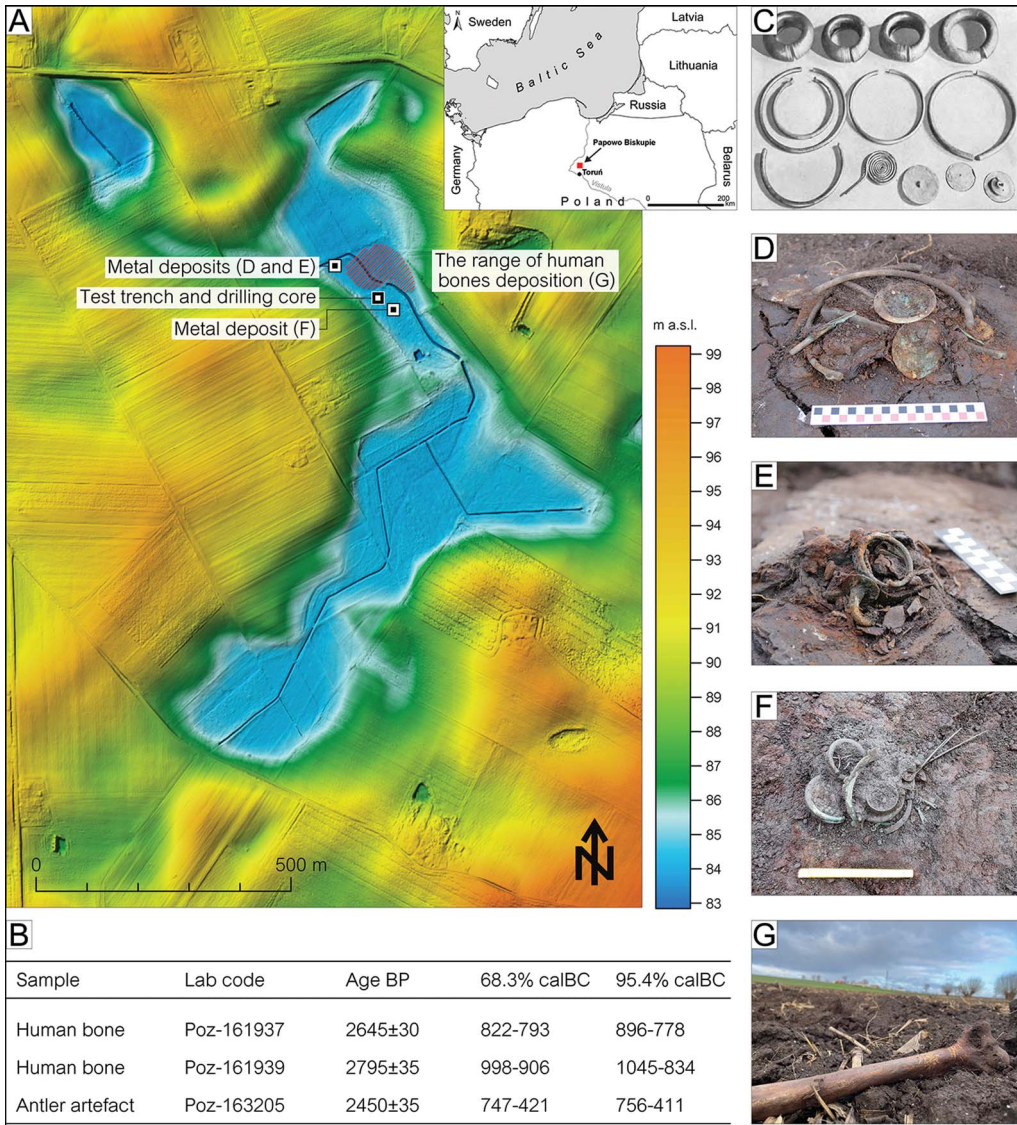 A
Sweden
Latvia
Baltic Sea
Lithuania
Russia
Papowo Biskupie
Toruń
Vistula
Germany
Poland
Belarus
0 200
km
Metal deposits (D and E)
Test trench and drilling core
Metal deposit (F)
The range of human
bones deposition (G)
m a.s.l.
99
98
97
96
95
94
93
92
91
90
89
88
87
86
85
84
83
0 500 m
N
B
Sample Lab code Age BP 68.3% calBC 95.4% calBC
Human bone Poz-161937 2645±30 822-793 896-778
Human bone Poz-161939 2795±35 998-906 1045-834
Antler artefact Poz-163205 2450±35 747-421 756-411
C
D
E
F
G